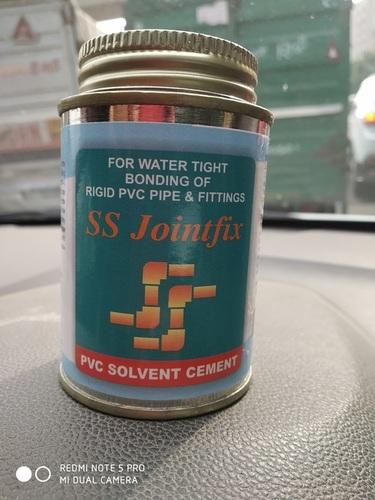 FOR WATER TIGHT
BONDING OF
RIGID PVC PIPE & FITTINGS
SS Jointfix
PVC SOLVENT CEMENT
REDMI NOTE 5 PRO
MI DUAL CAMERA